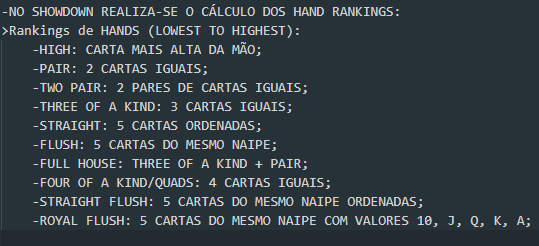 -NO SHOWDOWN REALIZA-SE O CÁLCULO DOS HAND RANKINGS:
>Rankings de HANDS (LOWEST TO HIGHEST):
-HIGH: CARTA MAIS ALTA DA MÃO;
-PAIR: 2 CARTAS IGUAIS;
-TWO PAIR: 2 PARES DE CARTAS IGUAIS;
-THREE OF A KIND: 3 CARTAS IGUAIS;
-STRAIGHT: 5 CARTAS ORDENADAS;
-FLUSH: 5 CARTAS DO MESMO NAIPE;
-FULL HOUSE: THREE OF A KIND + PAIR;
-FOUR OF A KIND/QUADS: 4 CARTAS IGUAIS;
-STRAIGHT FLUSH: 5 CARTAS DO MESMO NAIPE ORDENADAS;
-ROYAL FLUSH: 5 CARTAS DO MESMO NAIPE COM VALORES 10, J, Q, K, A;